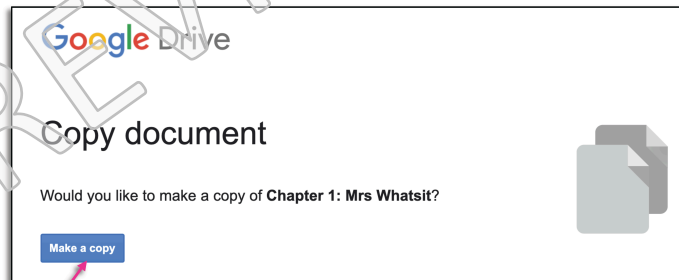 Google Drive
Copy document
Would you like to make a copy of Chapter 1: Mrs Whatsit?
Make a copy